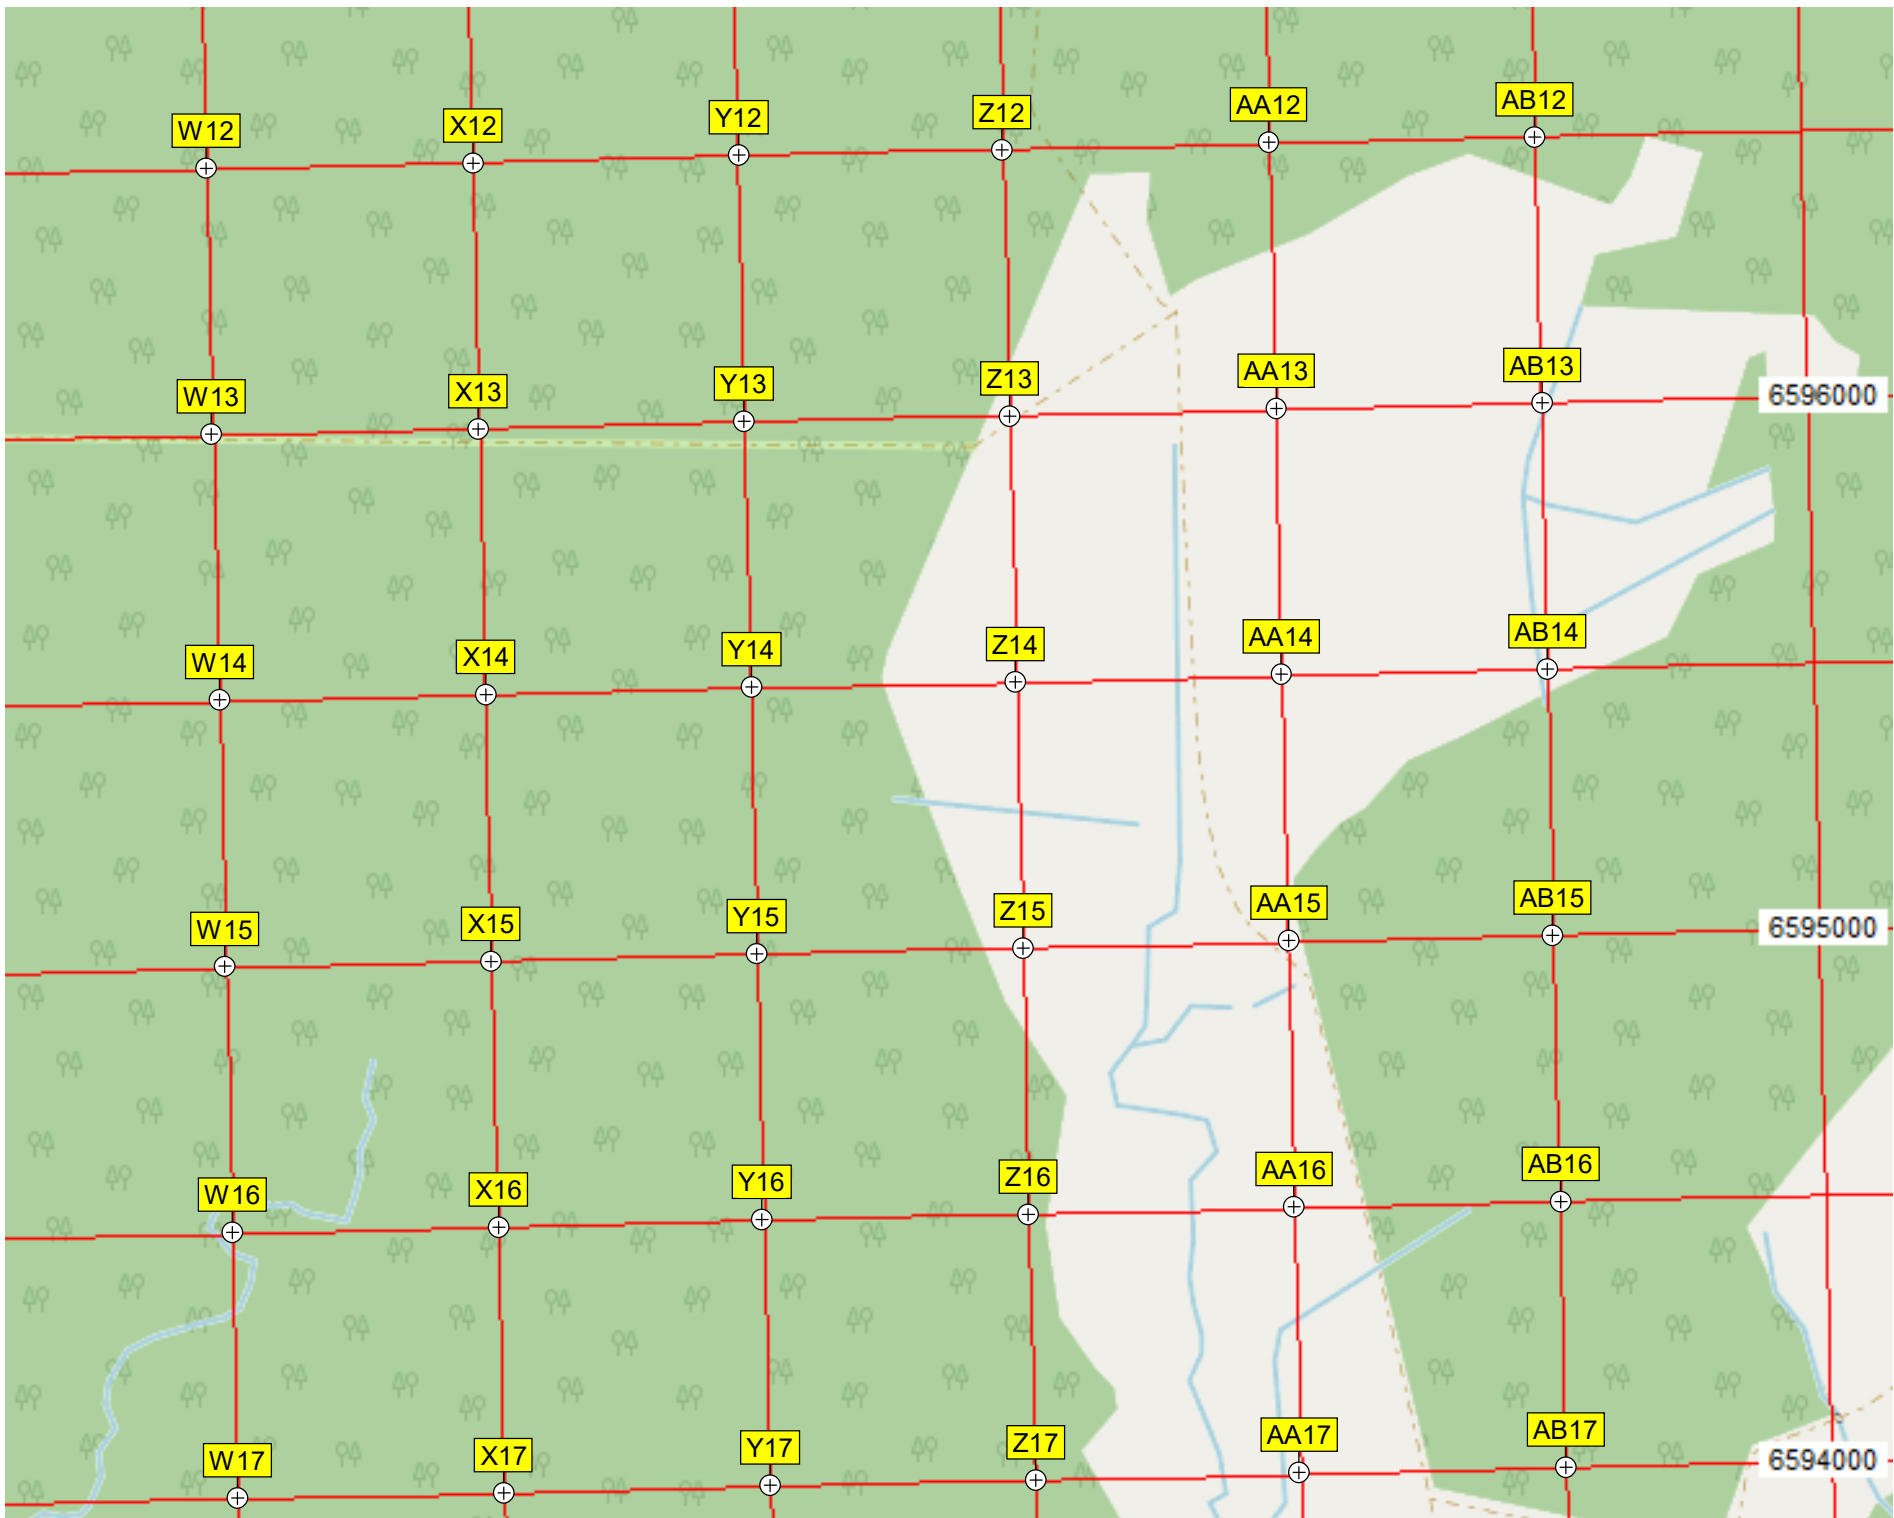 W12 X12 Y12 Z12 AA12 AB12
W13 X13 Y13 Z13 AA13 AB13 6596000
W14 X14 Y14 Z14 AA14 AB14
W15 X15 Y15 Z15 AA15 AB15 6595000
W16 X16 Y16 Z16 AA16 AB16
W17 X17 Y17 Z17 AA17 AB17 6594000